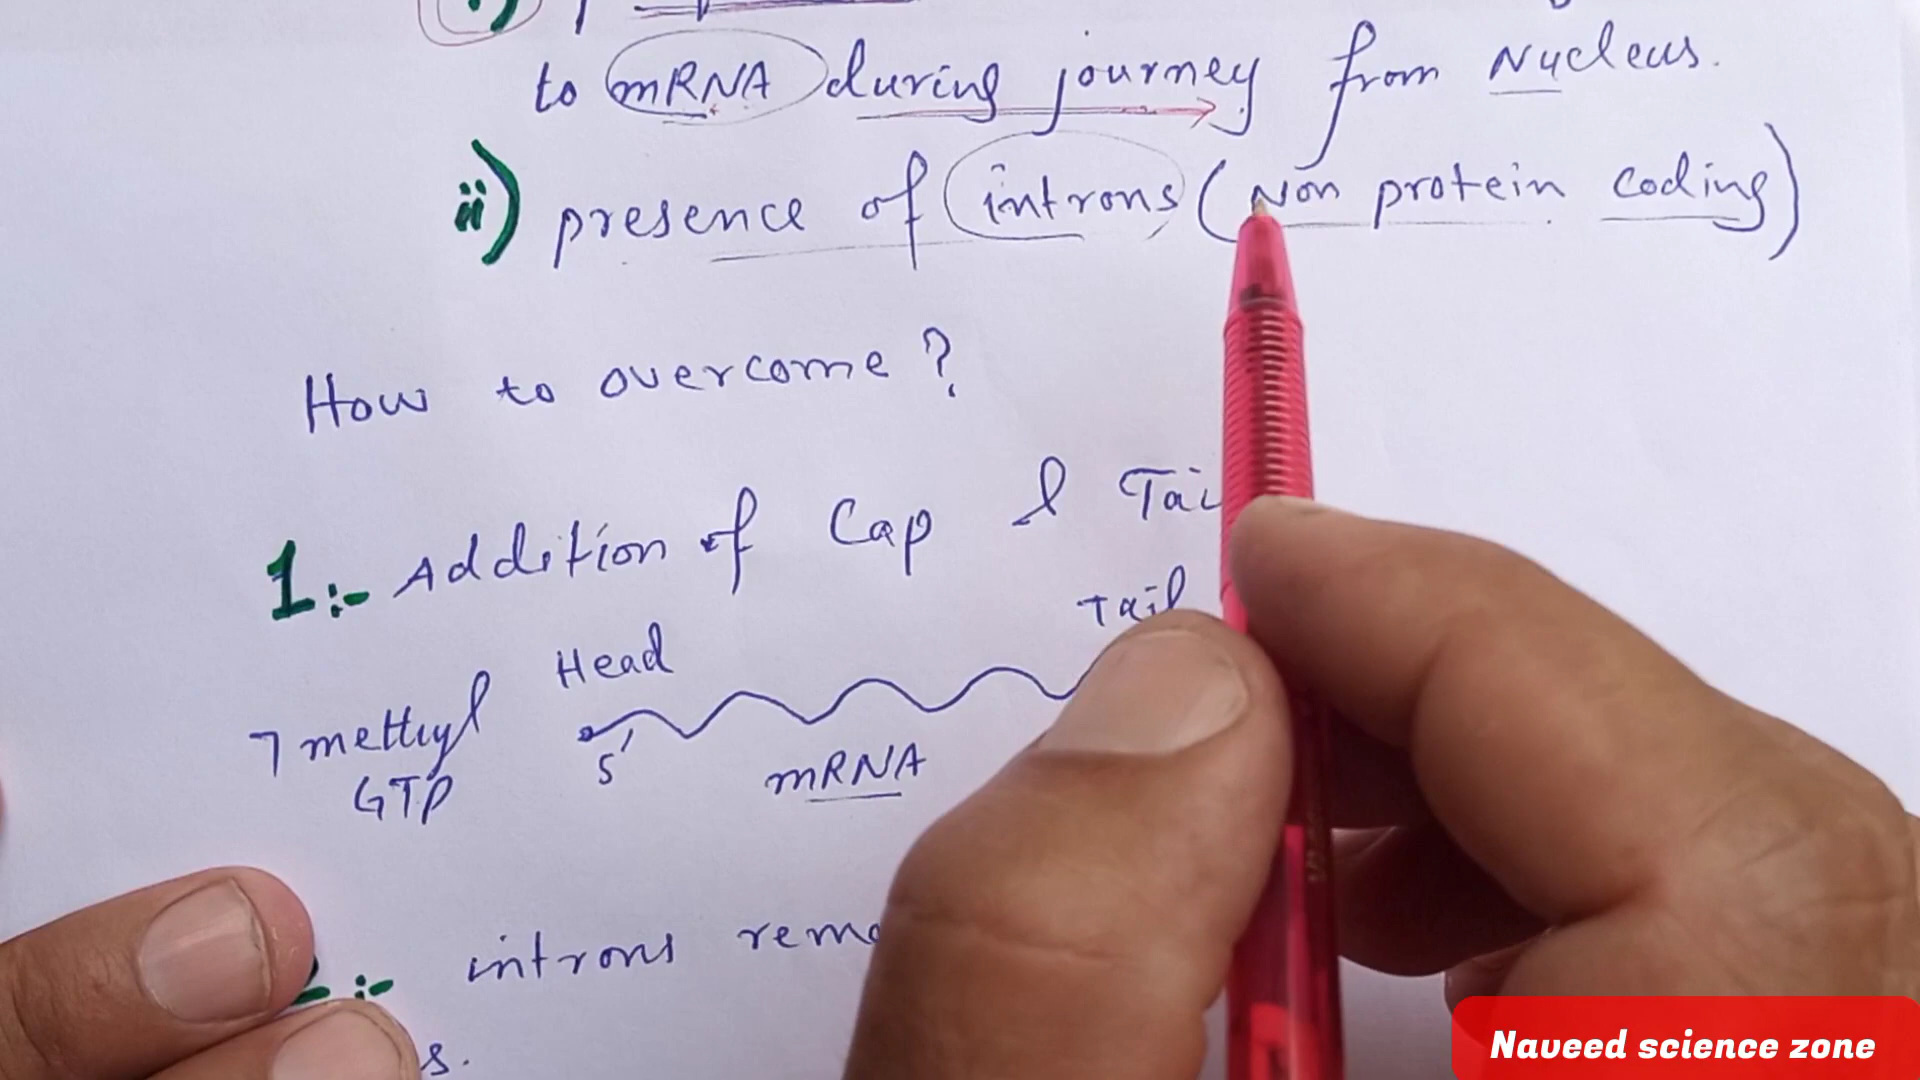 to mRNA during journey from Nucleus.
ii) presence of introns (Non protein coding)
How to overcome ?
1:- Addition of Cap & Tai
Head
Tail
7 methyl
GTP
5'
mRNA
:- introns remo
s.
Naveed science zone